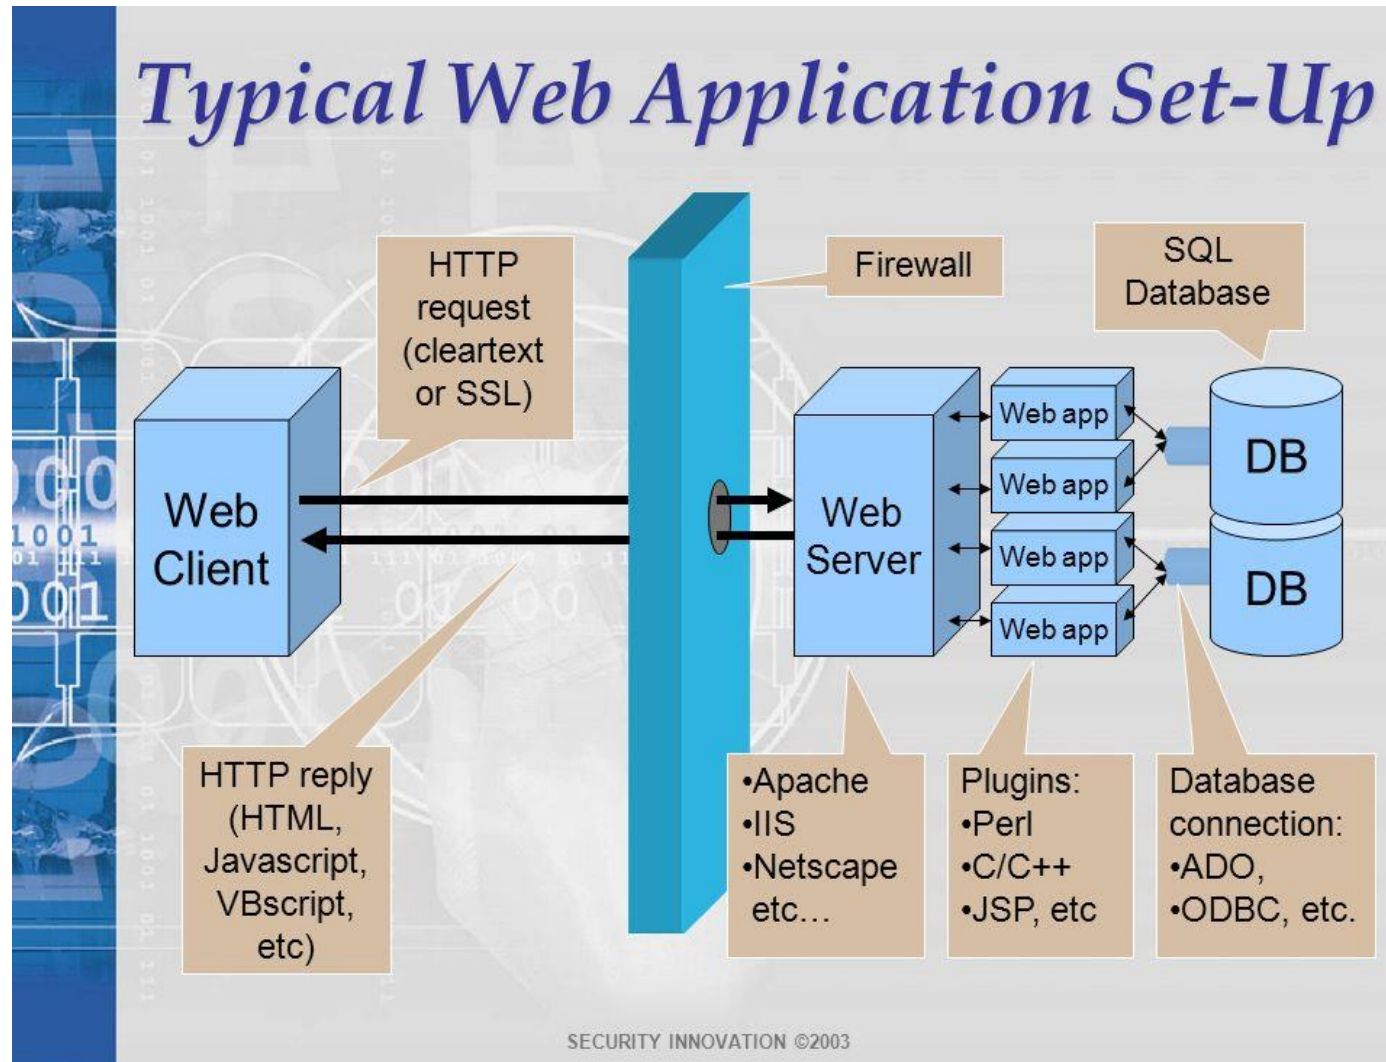 Typical Web Application Set-Up
HTTP
request
(cleartext
or SSL)
Firewall
SQL
Database
Web
Client
Web
Server
Web app
Web app
Web app
Web app
DB
DB
HTTP reply
(HTML,
Javascript,
VBscript,
etc)
•Apache
•IIS
•Netscape
etc…
Plugins:
•Perl
•C/C++
•JSP, etc
Database
connection:
•ADO,
•ODBC, etc.
SECURITY INNOVATION ©2003